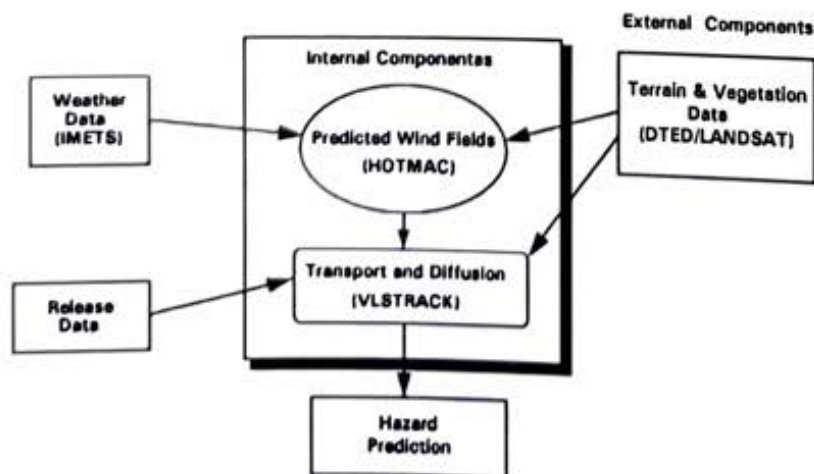 External Components
Internal Componentas
Weather
Data
(IMETS)
Predicted Wind Fields
(HOTMAC)
Terrain & Vegetation
Data
(DTED/LANDSAT)
Transport and Diffusion
(VLSTRACK)
Release
Data
Hazard
Prediction